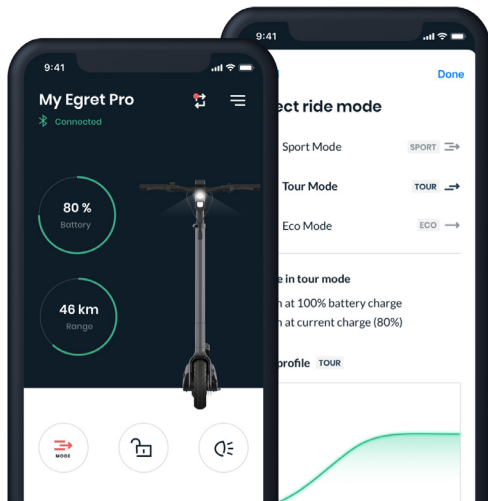 9:41
My Egret Pro
Connected
80 %
Battery
46 km
Range
MODE
9:41
Done
ect ride mode
Sport Mode SPORT
Tour Mode TOUR
Eco Mode ECO
e in tour mode
at 100% battery charge
at current charge (80%)
profile TOUR